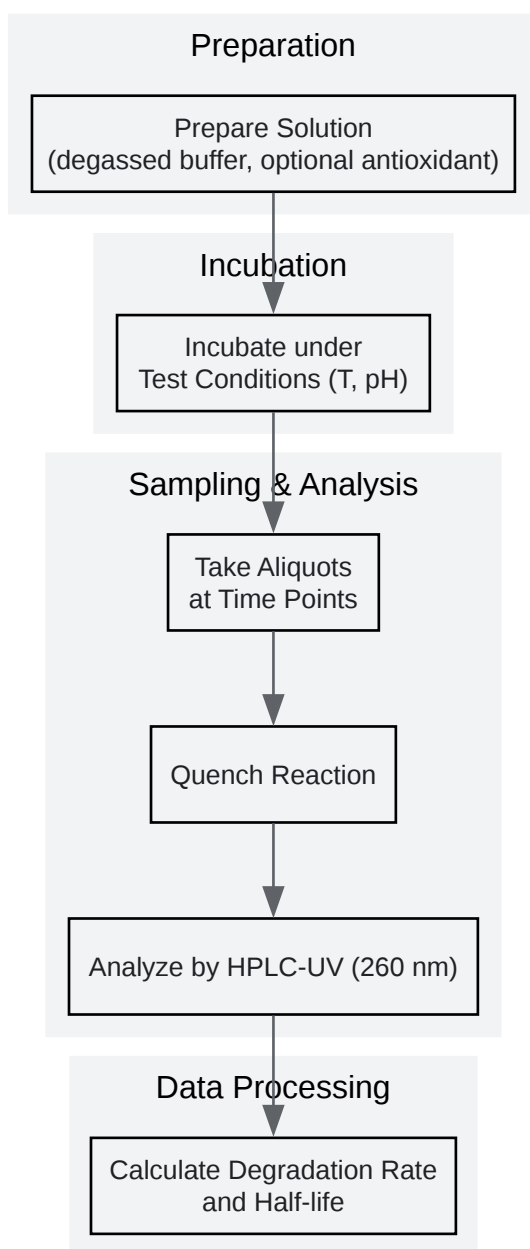 Preparation
Prepare Solution
(degassed buffer, optional antioxidant)
Incubation
Incubate under
Test Conditions (T, pH)
Sampling & Analysis
Take Aliquots
at Time Points
Quench Reaction
Analyze by HPLC-UV (260 nm)
Data Processing
Calculate Degradation Rate
and Half-life